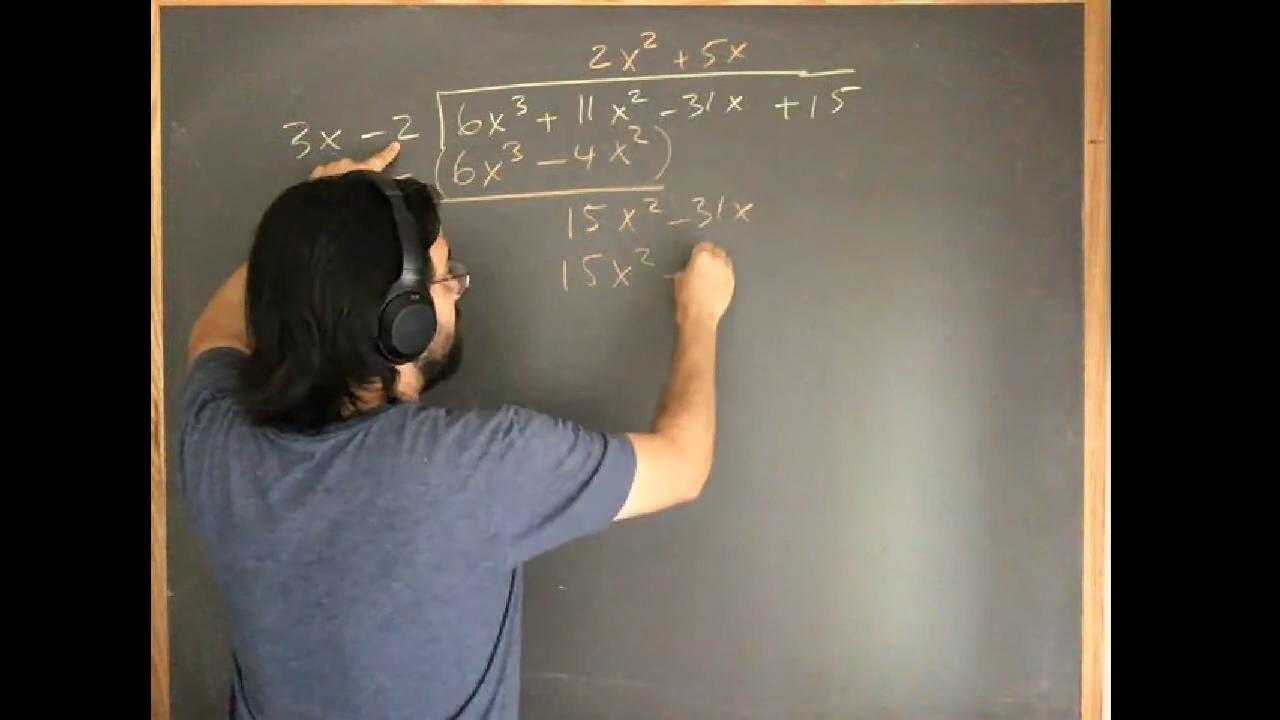 2x² + 5x
3x - 2 6x³ + 11x² - 31x + 15
- (6x³ - 4x²)
15x² - 31x
15x² -